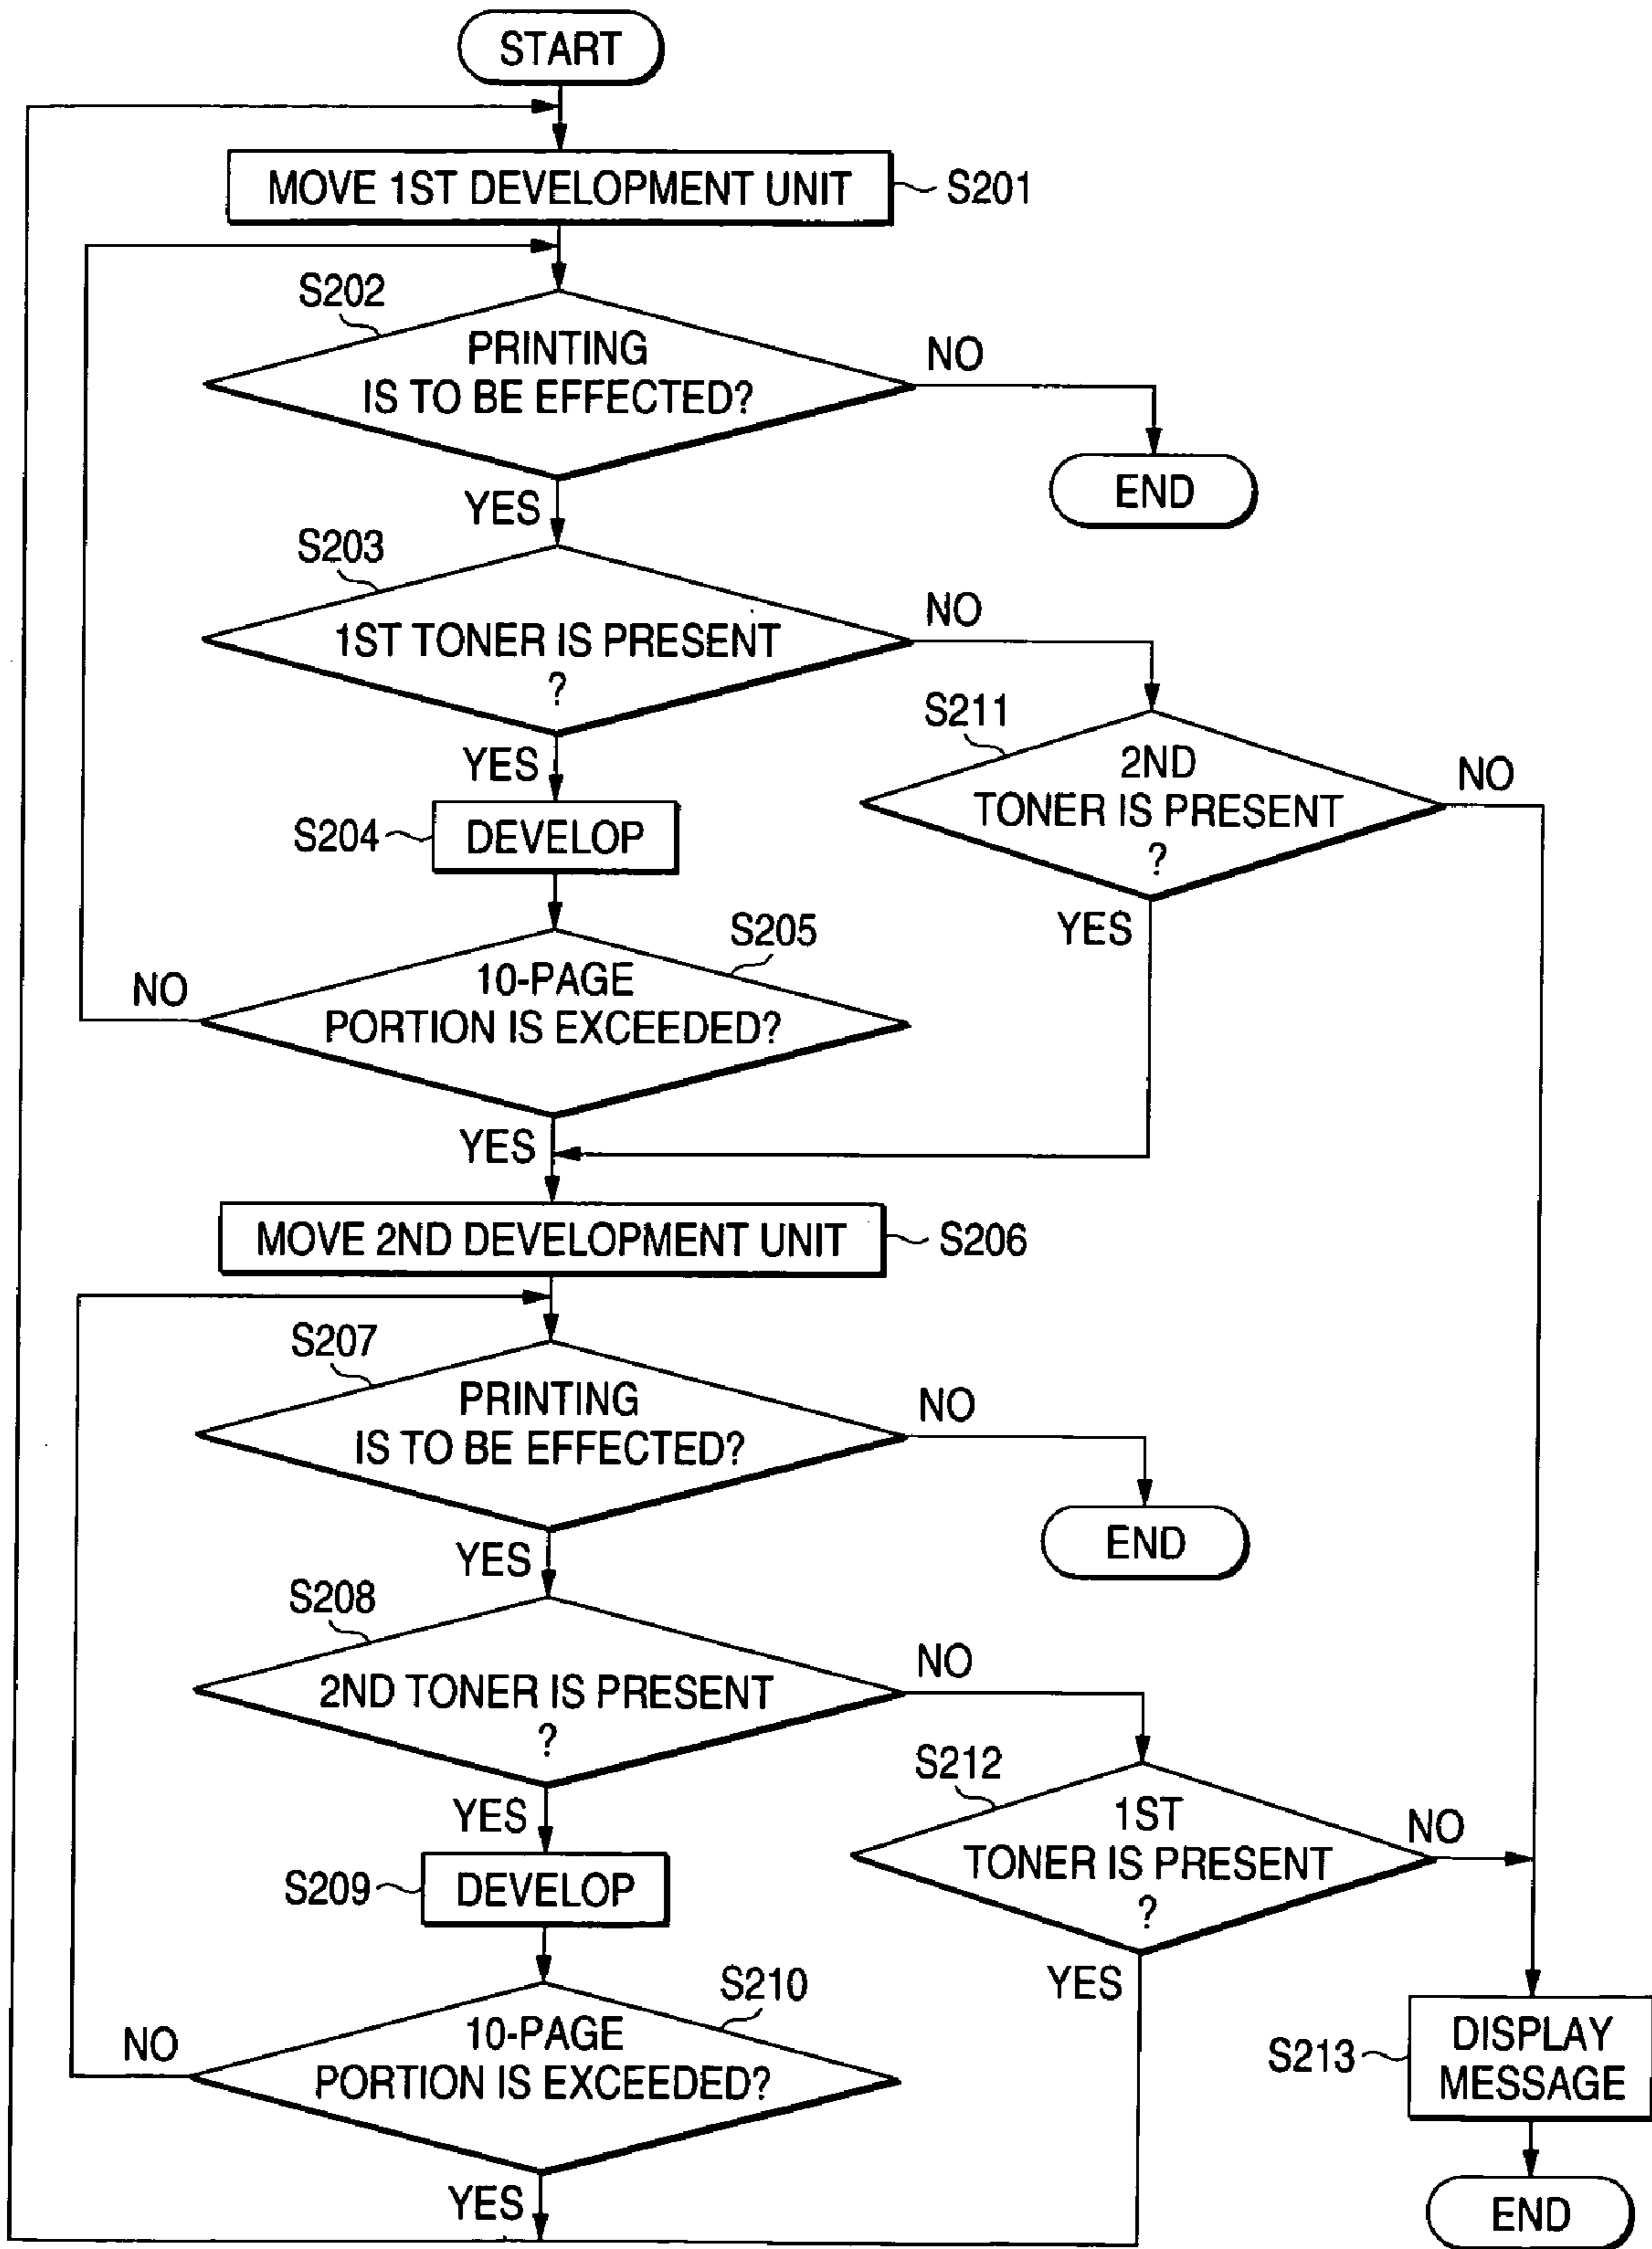 START
MOVE 1ST DEVELOPMENT UNIT
S201
S202
PRINTING
IS TO BE EFFECTED?
NO
END
YES
S203
1ST TONER IS PRESENT
?
NO
YES
S211
2ND
TONER IS PRESENT
?
NO
YES
S204
DEVELOP
S205
10-PAGE
PORTION IS EXCEEDED?
NO
YES
MOVE 2ND DEVELOPMENT UNIT
S206
S207
PRINTING
IS TO BE EFFECTED?
NO
END
YES
S208
2ND TONER IS PRESENT
?
NO
YES
S212
1ST
TONER IS PRESENT
?
NO
YES
S209
DEVELOP
S210
10-PAGE
PORTION IS EXCEEDED?
NO
YES
S213
DISPLAY
MESSAGE
END